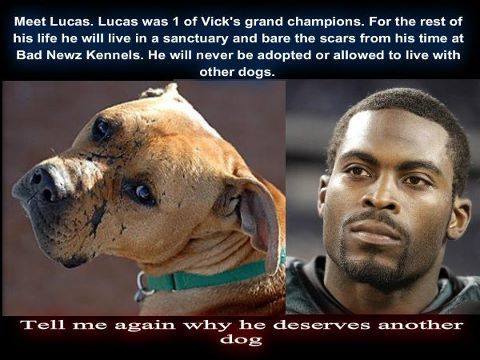 Meet Lucas. Lucas was 1 of Vick's grand champions. For the rest of
his life he will live in a sanctuary and bare the scars from his time at
Bad Newz Kennels. He will never be adopted or allowed to live with
other dogs.
Tell me again why he deserves another
dog